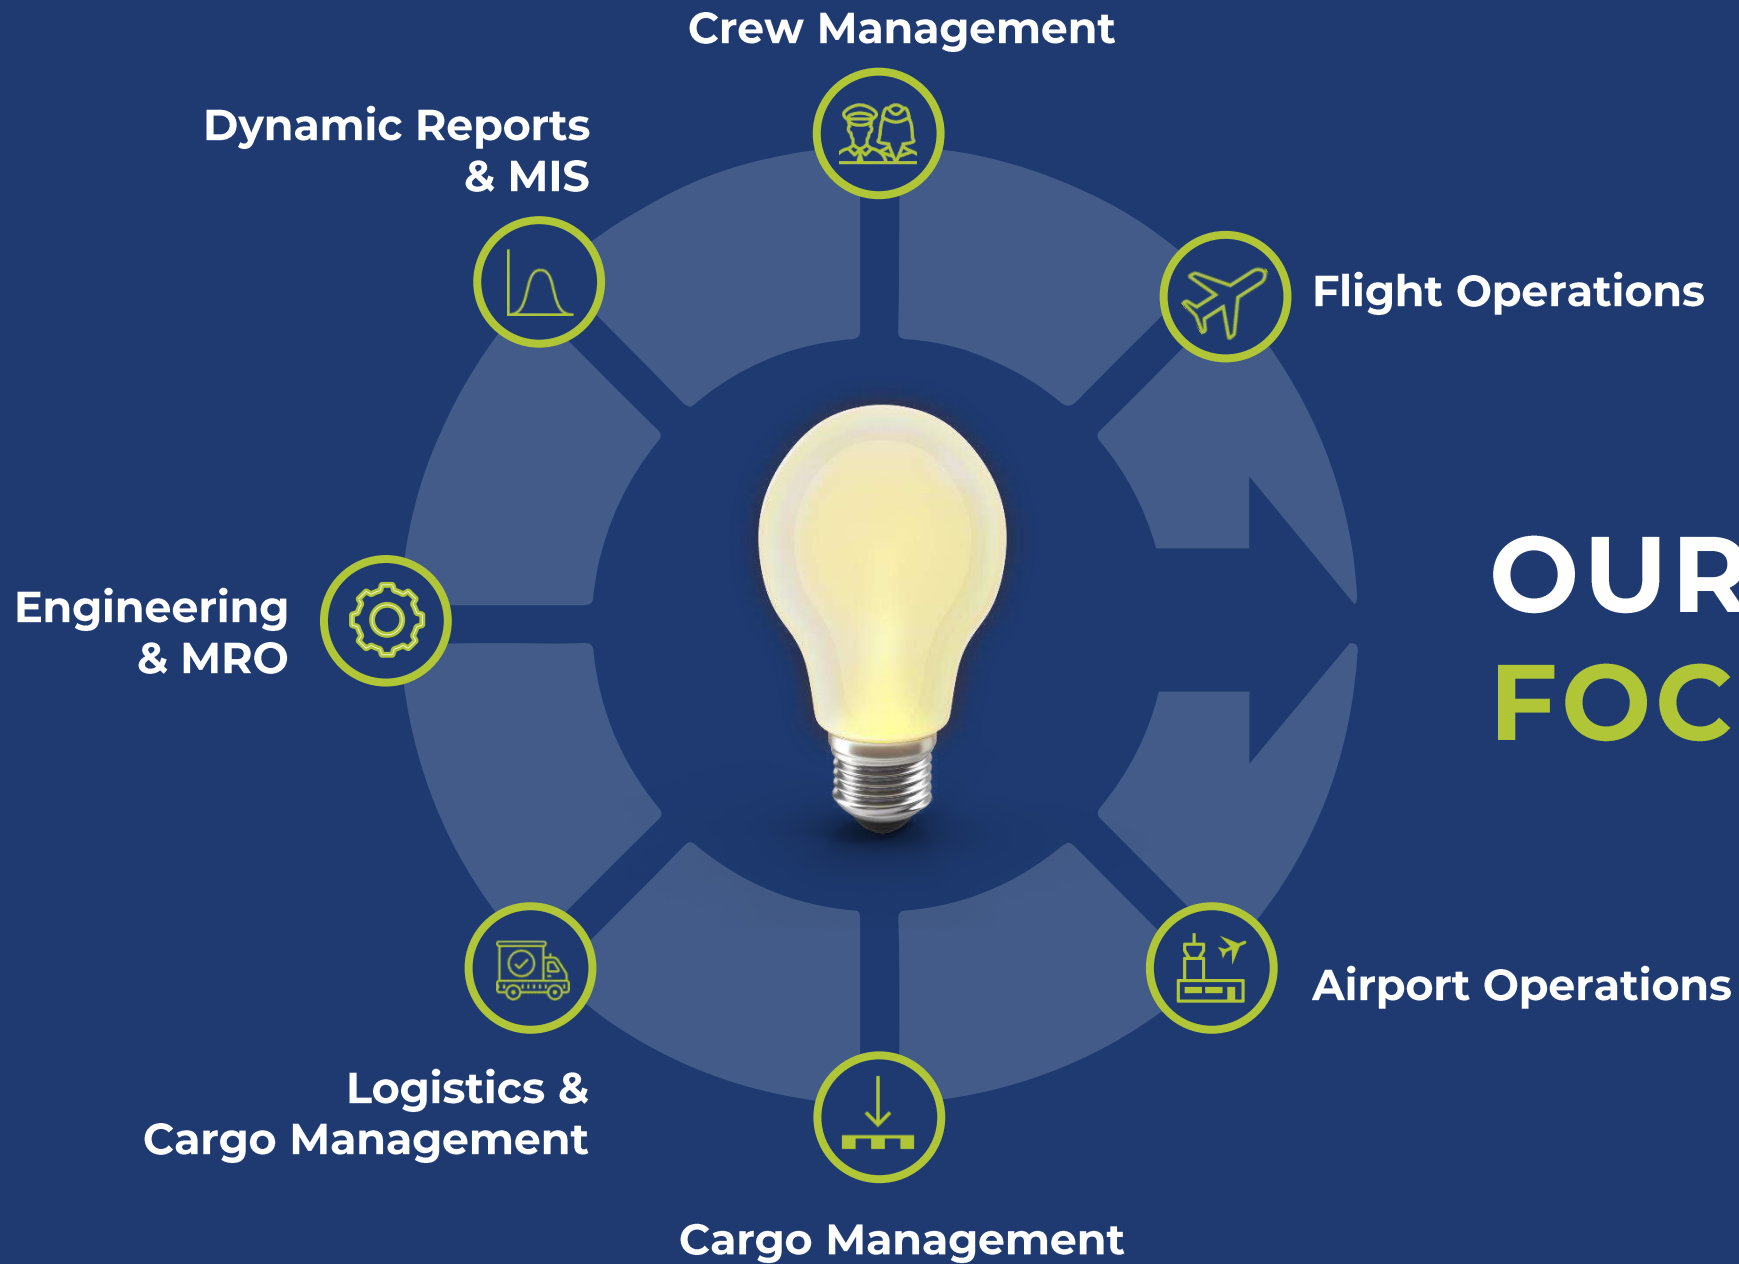 Crew Management
Dynamic Reports
& MIS
Flight Operations
Engineering
& MRO
OUR
FOC
Logistics &
Cargo Management
Airport Operations
Cargo Management